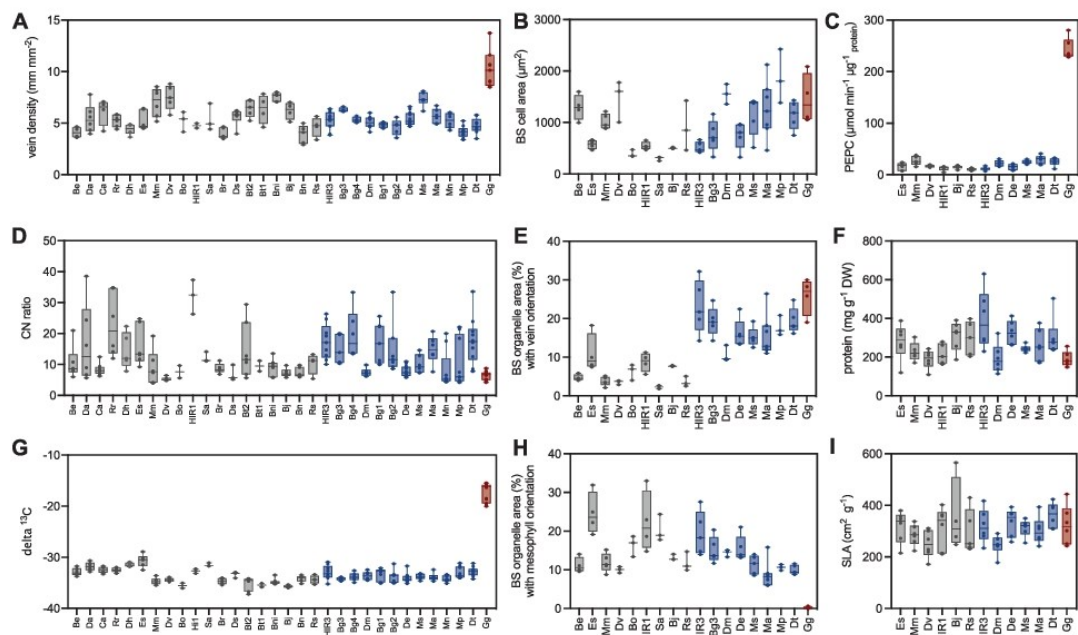 A
vein density (mm mm⁻²)
15
10
5
0
Be Da Ca Rr Dh Es Mm Dv Bo HIR1 Sa Br Ds Bt2 Bt1 Bni Bj Bn Rs HIR3 Bg3 Bg4 Dm Bg1 Bg2 De Ms Ma Mn Mp Dt Gg
B
BS cell area (µm²)
3000
2000
1000
0
Be Es Mm Dv Bo HIR1 Sa Bj Rs HIR3 Bg3 Dm De Ms Ma Mp Dt Gg
C
PEPC (µmol min⁻¹ µg⁻¹ protein)
300
200
100
0
Es Mm Dv HIR1 Bj Rs HIR3 Dm De Ms Ma Dt Gg
D
CN ratio
50
40
30
20
10
0
Be Da Ca Rr Dh Es Mm Dv Bo HIR1 Sa Br Ds Bt2 Bt1 Bni Bj Bn Rs HIR3 Bg3 Bg4 Dm Bg1 Bg2 De Ms Ma Mn Mp Dt Gg
E
BS organelle area (%)
with vein orientation
40
30
20
10
0
Be Es Mm Dv Bo HIR1 Sa Bj Rs HIR3 Bg3 Dm De Ms Ma Mp Dt Gg
F
protein (mg g⁻¹ DW)
800
600
400
200
0
Es Mm Dv HIR1 Bj Rs HIR3 Dm De Ms Ma Dt Gg
G
delta ¹³C
-10
-20
-30
-40
Be Da Ca Rr Dh Es Mm Dv Bo Hi1 Sa Br Ds Bt2 Bt1 Bni Bj Bn Rs HIR3 Bg3 Bg4 Dm Bg1 Bg2 De Ms Ma Mn Mp Dt Gg
H
BS organelle area (%)
with mesophyll orientation
40
30
20
10
0
Be Es Mm Dv Bo HIR1 Sa Bj Rs HIR3 Bg3 Dm De Ms Ma Mp Dt Gg
I
SLA (cm² g⁻¹)
600
400
200
0
Es Mm Dv HIR1 Bj Rs HIR3 Dm De Ms Ma Dt Gg